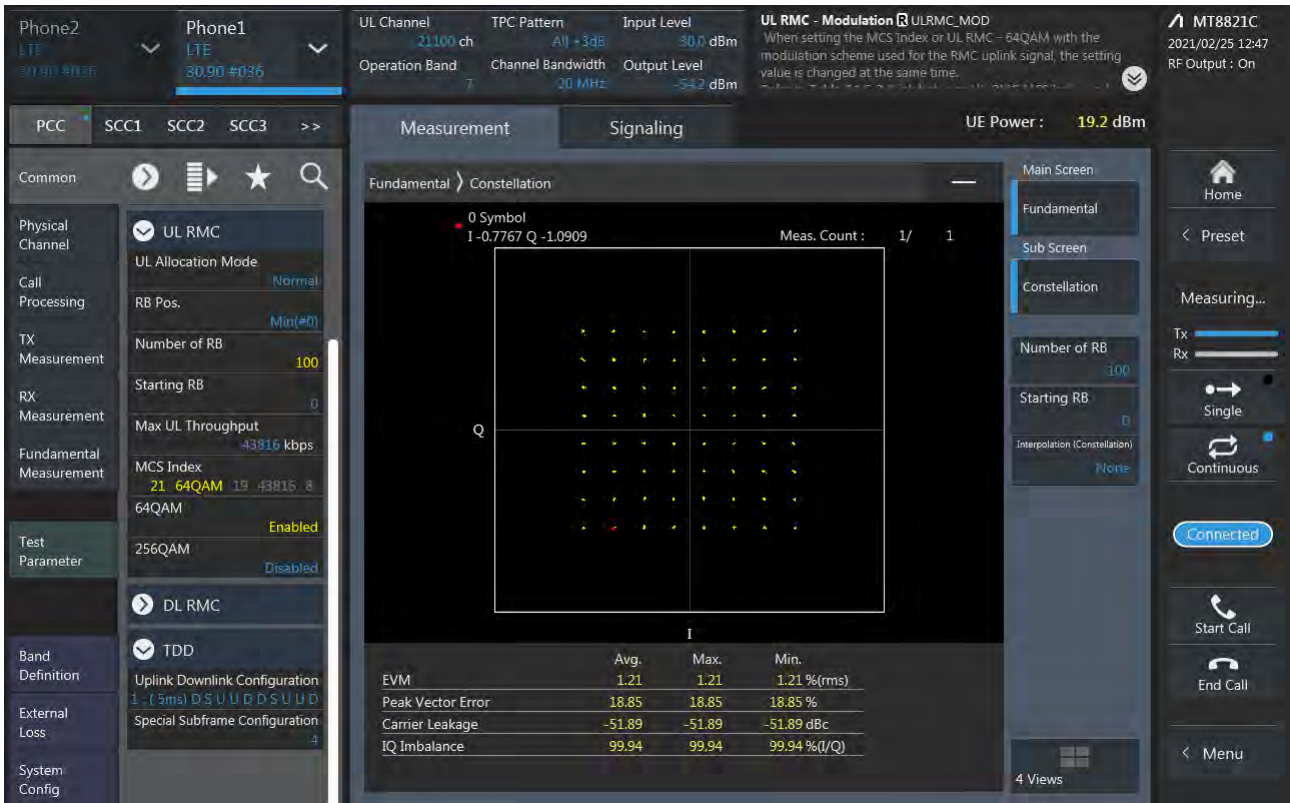 Phone2
LTE
30.90 #036
Phone1
LTE
30.90 #036
UL Channel
21100 ch
Operation Band
7
TPC Pattern
All +3dB
Channel Bandwidth
20 MHz
Input Level
30.0 dBm
Output Level
-54.2 dBm
UL RMC - Modulation R ULRMC_MOD
When setting the MCS Index or UL RMC – 64QAM with the
modulation scheme used for the RMC uplink signal, the setting
value is changed at the same time.
MT8821C
2021/02/25 12:47
RF Output : On
PCC SCC1 SCC2 SCC3 >>
Measurement
Signaling
UE Power : 19.2 dBm
Common
Physical
Channel
Call
Processing
TX
Measurement
RX
Measurement
Fundamental
Measurement
Test
Parameter
Band
Definition
External
Loss
System
Config
UL RMC
UL Allocation Mode
Normal
RB Pos.
Min(#0)
Number of RB
100
Starting RB
0
Max UL Throughput
43816 kbps
MCS Index
21 64QAM 19 43816 8
64QAM
Enabled
256QAM
Disabled
DL RMC
TDD
Uplink Downlink Configuration
1 : ( 5ms) D S U U D D S U U D
Special Subframe Configuration
4
Fundamental 〉 Constellation
0 Symbol
I -0.7767 Q -1.0909
Meas. Count : 1/ 1
Q
I
Avg. Max. Min.
EVM 1.21 1.21 1.21 %(rms)
Peak Vector Error 18.85 18.85 18.85 %
Carrier Leakage -51.89 -51.89 -51.89 dBc
IQ Imbalance 99.94 99.94 99.94 %(I/Q)
Main Screen
Fundamental
Sub Screen
Constellation
Number of RB
100
Starting RB
0
Interpolation (Constellation)
None
4 Views
Home
< Preset
Measuring...
Tx
Rx
Single
Continuous
Connected
Start Call
End Call
< Menu